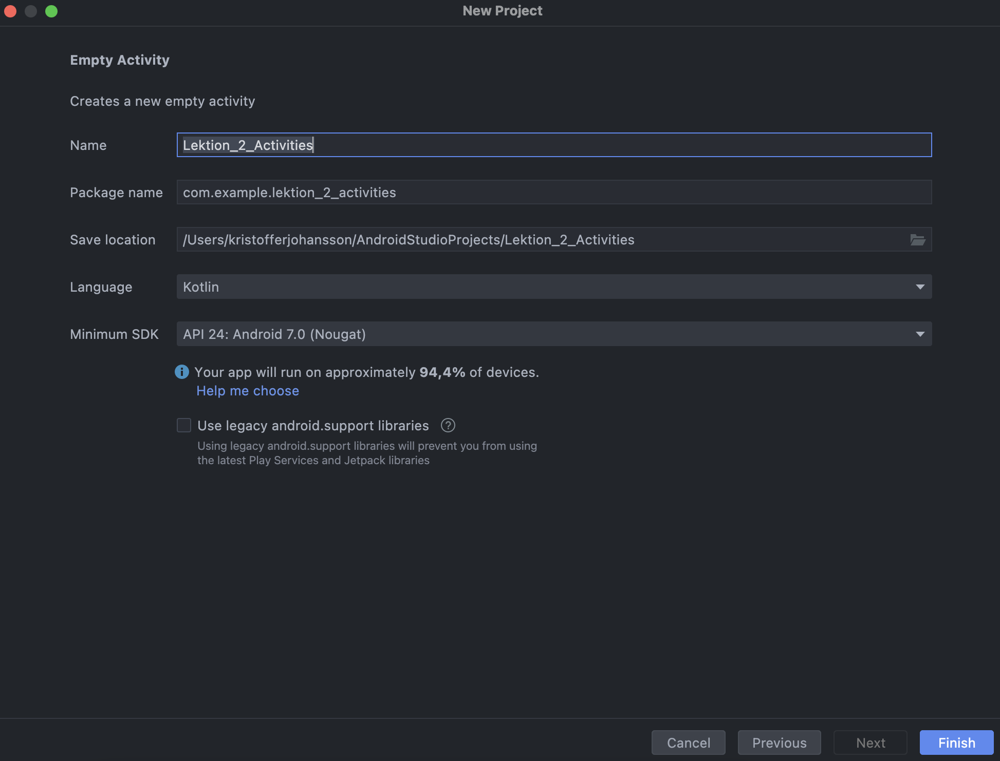 New Project
Empty Activity
Creates a new empty activity
Name Lektion_2_Activities
Package name com.example.lektion_2_activities
Save location /Users/kristofferjohansson/AndroidStudioProjects/Lektion_2_Activities
Language Kotlin
Minimum SDK API 24: Android 7.0 (Nougat)
Your app will run on approximately 94,4% of devices.
Help me choose
Use legacy android.support libraries ?
Using legacy android.support libraries will prevent you from using
the latest Play Services and Jetpack libraries
Cancel Previous Next Finish